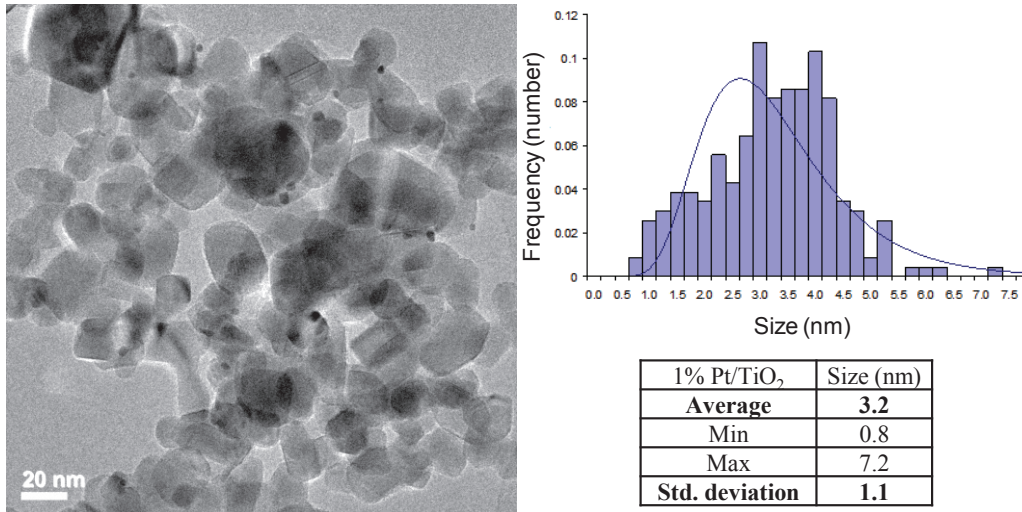 20 nm
Frequency (number)
0.12
0.1
0.08
0.06
0.04
0.02
0
0.0 0.5 1.0 1.5 2.0 2.5 3.0 3.5 4.0 4.5 5.0 5.5 6.0 6.5 7.0 7.5
Size (nm)
1% Pt/TiO₂ Size (nm)
Average 3.2
Min 0.8
Max 7.2
Std. deviation 1.1